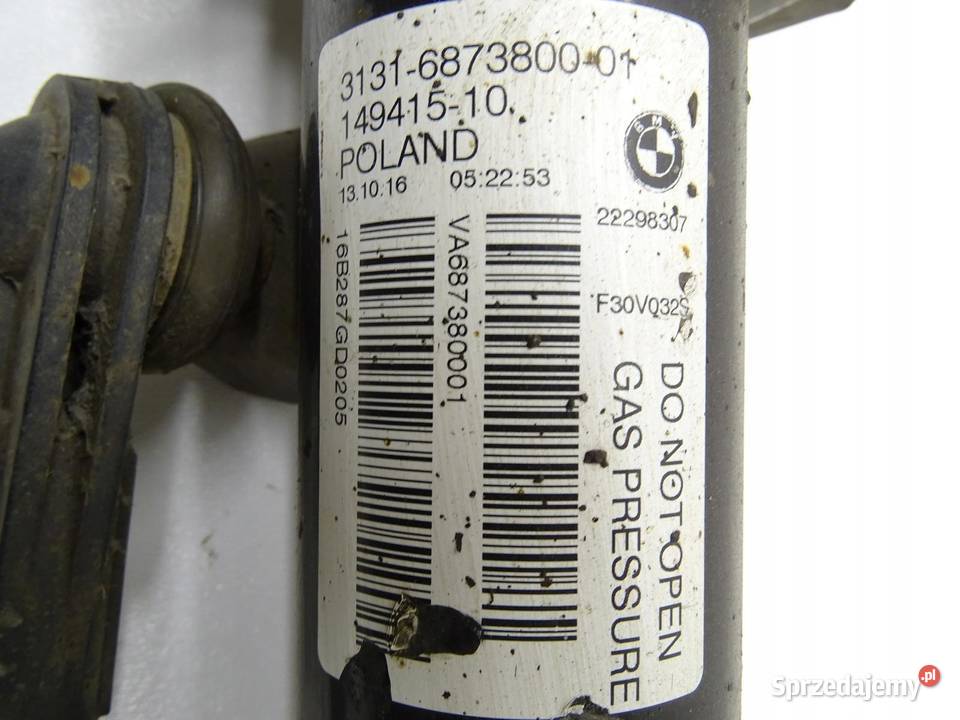 3131-6873800-01
149415-10
POLAND
13.10.16 05:22:53
BMW
22298307
F30V032S
16B287GD0205
VA687380001
DO NOT OPEN
GAS PRESSURE
Sprzedajemy.pl